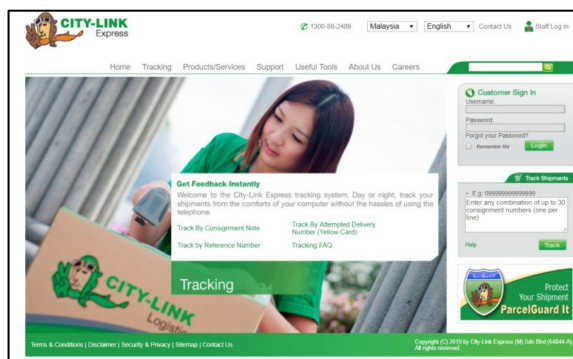 CITY-LINK
Express
1300-88-2489
Malaysia
English
Contact Us
Staff Log in
Home Tracking Products/Services Support Useful Tools About Us Careers
Customer Sign In
Username:
Password:
Forgot your Password?
Remember Me
Login
Track Shipments
E.g. 099999999999999
Enter any combination of up to 30
consignment numbers (one per
line)
Help
Track
Get Feedback Instantly
Welcome to the City-Link Express tracking system. Day or night, track your
shipments from the comforts of your computer without the hassles of using the
telephone.
Track By Consignment Note
Track By Attempted Delivery
Number (Yellow Card)
Track by Reference Number
Tracking FAQ
Tracking
CITY-LINK
Logistic
Protect
Your Shipment
ParcelGuard It
Terms & Conditions | Disclaimer | Security & Privacy | Sitemap | Contact Us
Copyright (C) 2019 by City-Link Express (M) Sdn Bhd (64844-A)
All rights reserved.